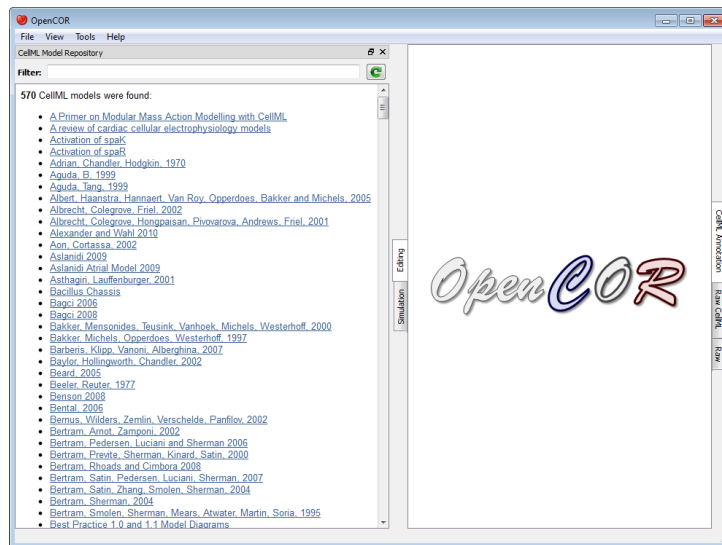 OpenCOR
File View Tools Help
CellML Model Repository
Filter:
570 CellML models were found:
A Primer on Modular Mass Action Modelling with CellML
A review of cardiac cellular electrophysiology models
Activation of spaK
Activation of spaR
Adrian, Chandler, Hodgkin, 1970
Aguda, B, 1999
Aguda, Tang, 1999
Albert, Haanstra, Hannaert, Van Roy, Opperdoes, Bakker and Michels, 2005
Albrecht, Colegrove, Friel, 2002
Albrecht, Colegrove, Hongpaisan, Pivovarova, Andrews, Friel, 2001
Alexander and Wahl 2010
Aon, Cortassa, 2002
Aslanidi 2009
Aslanidi Atrial Model 2009
Asthagiri, Lauffenburger, 2001
Bacillus Chassis
Bagci 2006
Bagci 2008
Bakker, Mensonides, Teusink, Vanhoek, Michels, Westerhoff, 2000
Bakker, Michels, Opperdoes, Westerhoff, 1997
Barberis, Klipp, Vanoni, Alberghina, 2007
Baylor, Hollingworth, Chandler, 2002
Beard, 2005
Beeler, Reuter, 1977
Benson 2008
Bental, 2006
Bernus, Wilders, Zemlin, Verschelde, Panfilov, 2002
Bertram, Arnot, Zamponi, 2002
Bertram, Pedersen, Luciani and Sherman 2006
Bertram, Previte, Sherman, Kinard, Satin, 2000
Bertram, Rhoads and Cimbora 2008
Bertram, Satin, Pedersen, Luciani, Sherman, 2007
Bertram, Satin, Zhang, Smolen, Sherman, 2004
Bertram, Sherman, 2004
Bertram, Smolen, Sherman, Mears, Atwater, Martin, Soria, 1995
Best Practice 1.0 and 1.1 Model Diagrams
Editing
Simulation
OpenCOR
CellML Annotation
Raw CellML
Raw